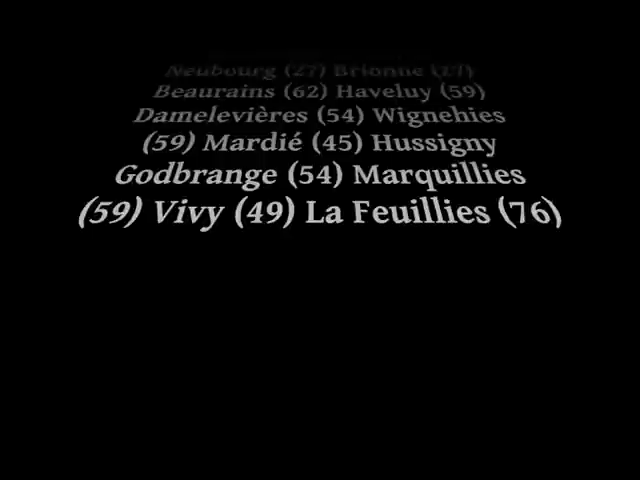 Neubourg (27) Brionne (27)
Beaurains (62) Haveluy (59)
Damelevières (54) Wignehies
(59) Mardié (45) Hussigny
Godbrange (54) Marquillies
(59) Vivy (49) La Feuillies (76)